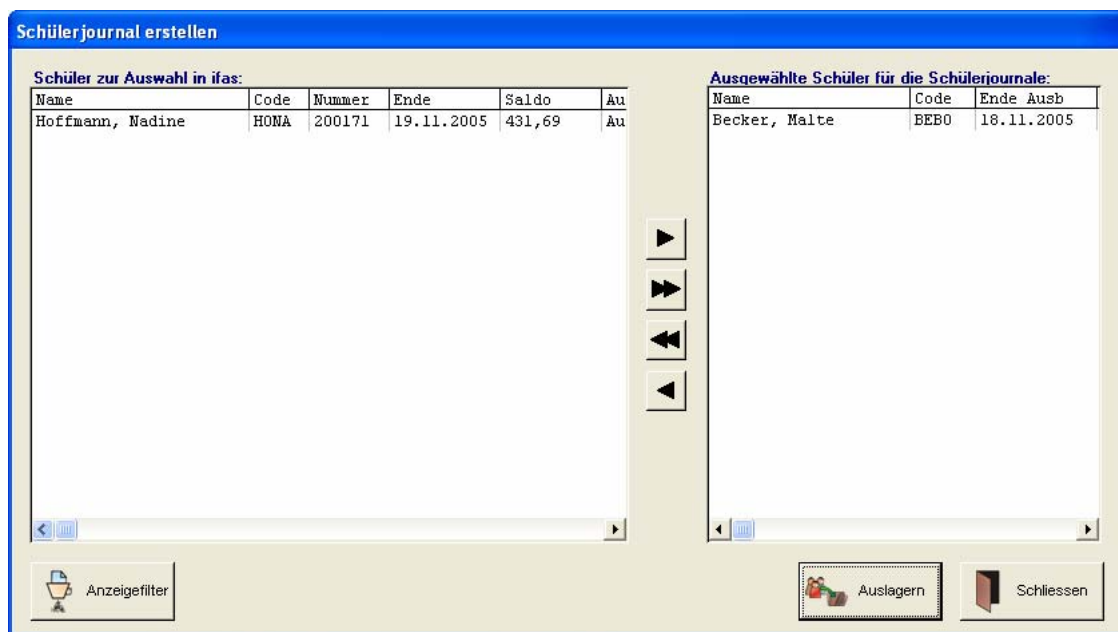 Schülerjournal erstellen
Schüler zur Auswahl in ifas:
Name Code Nummer Ende Saldo Au
Hoffmann, Nadine HONA 200171 19.11.2005 431,69 Au
Ausgewählte Schüler für die Schülerjournale:
Name Code Ende Ausb
Becker, Malte BEBO 18.11.2005
Anzeigefilter
Auslagern
Schliessen